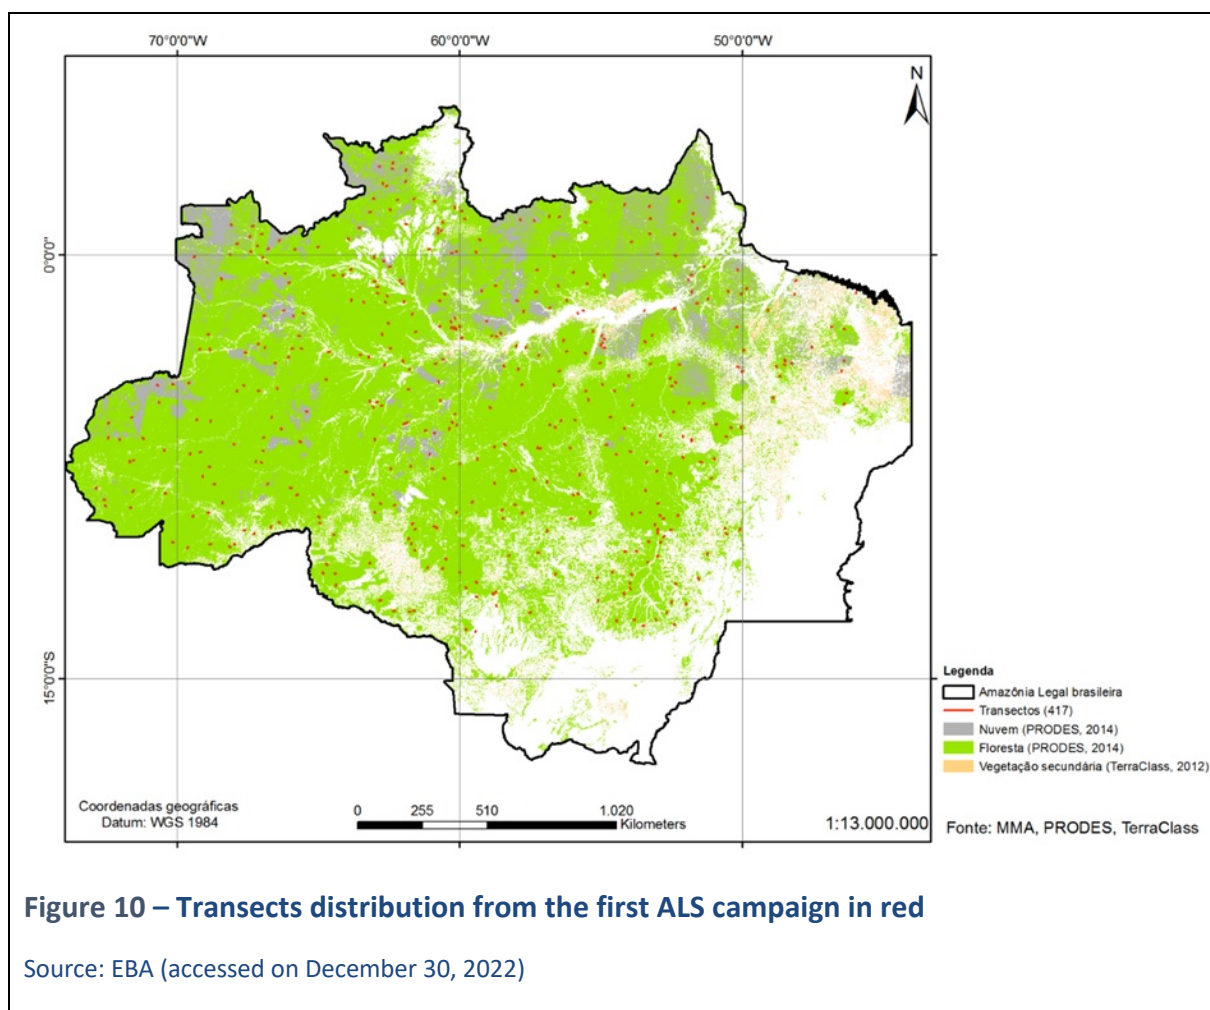 70°0'0"W 60°0'0"W 50°0'0"W
N
0°0'0"
15°0'0"S
Legenda
Amazônia Legal brasileira
Transectos (417)
Nuvem (PRODES, 2014)
Floresta (PRODES, 2014)
Vegetação secundária (TerraClass, 2012)
Coordenadas geográficas
Datum: WGS 1984
0 255 510 1.020
Kilometers
1:13.000.000
Fonte: MMA, PRODES, TerraClass
Figure 10 – Transects distribution from the first ALS campaign in red
Source: EBA (accessed on December 30, 2022)